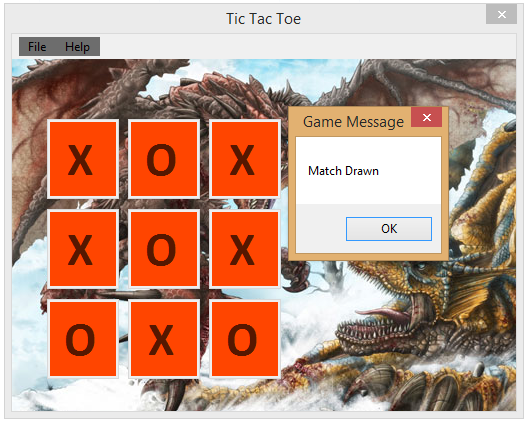 Tic Tac Toe
File Help
X O X
Game Message
Match Drawn
OK
X O X
O X O